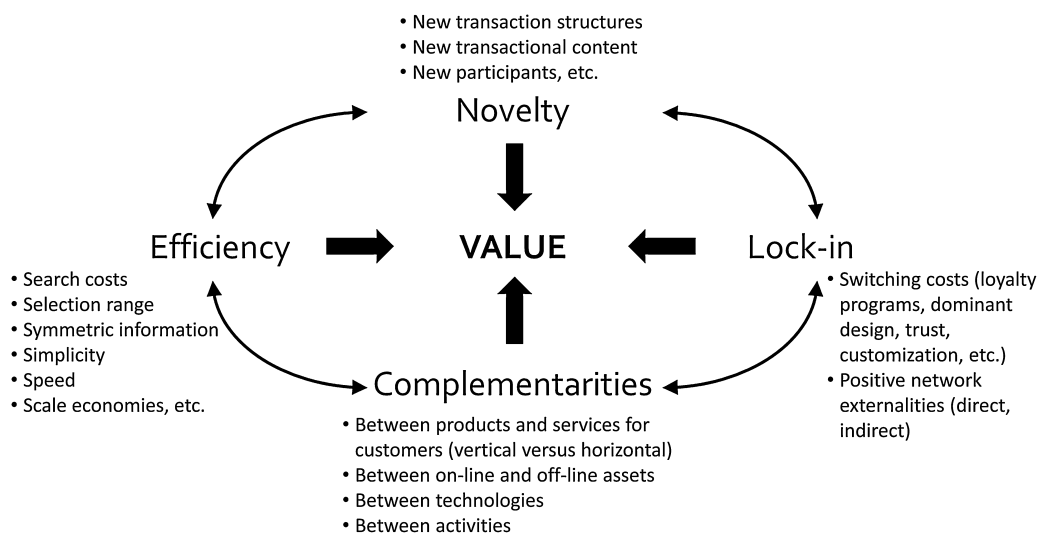 • New transaction structures
• New transactional content
• New participants, etc.
Novelty
Efficiency
• Search costs
• Selection range
• Symmetric information
• Simplicity
• Speed
• Scale economies, etc.
VALUE
Lock-in
• Switching costs (loyalty
programs, dominant
design, trust,
customization, etc.)
• Positive network
externalities (direct,
indirect)
Complementarities
• Between products and services for
customers (vertical versus horizontal)
• Between on-line and off-line assets
• Between technologies
• Between activities